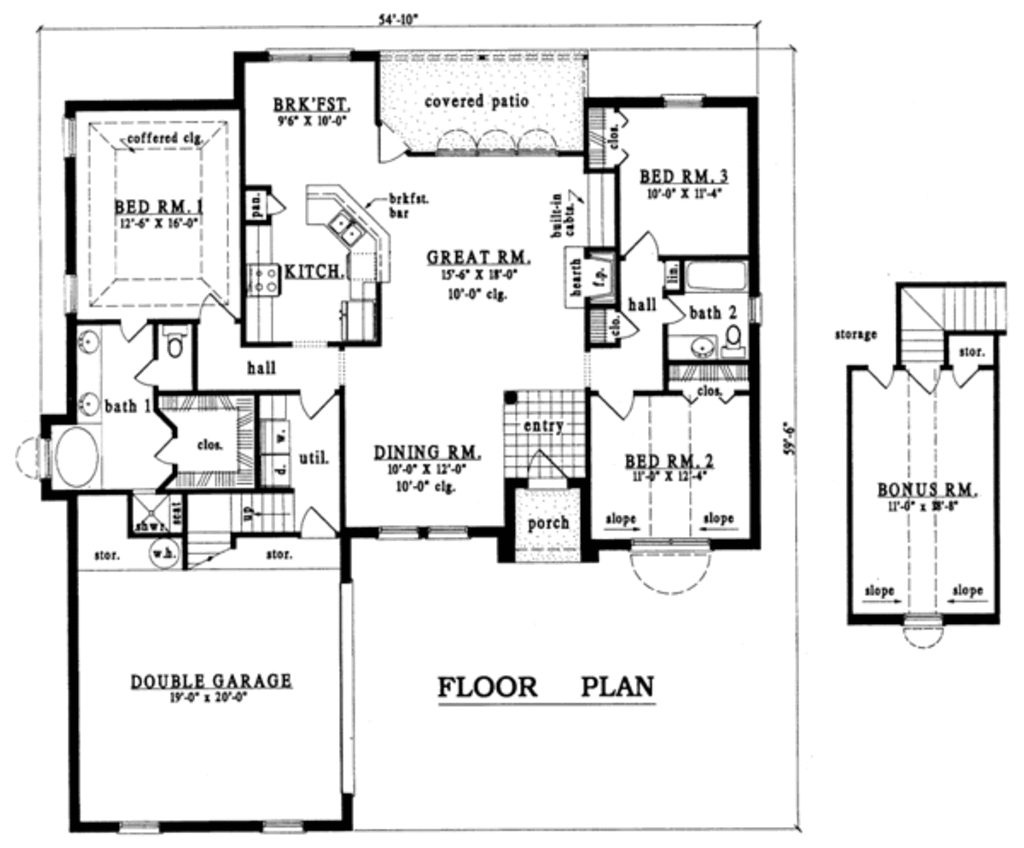 54'-10"
BRK'FST.
9'6" X 10'-0"
covered patio
coffered clg.
clos.
BED RM. 3
10'-0" X 11'-4"
BED RM. 1
12'-6" X 16'-0"
pan.
brkfst.
bar
built-in
cabts.
GREAT RM.
15'-6" X 18'-0"
10'-0" clg.
KITCH.
hearth
f.p.
lin.
hall
bath 2
clo.
storage
stor.
hall
clos.
bath 1
clos.
w.
d.
util.
entry
DINING RM.
10'-0" X 12'-0"
10'-0" clg.
BED RM. 2
11'-0" X 12'-4"
59'-6"
BONUS RM.
11'-0" X 18'-8"
shwr.
seat
up
porch
slope
slope
stor.
w.h.
stor.
slope
slope
DOUBLE GARAGE
19'-0" x 20'-0"
FLOOR PLAN